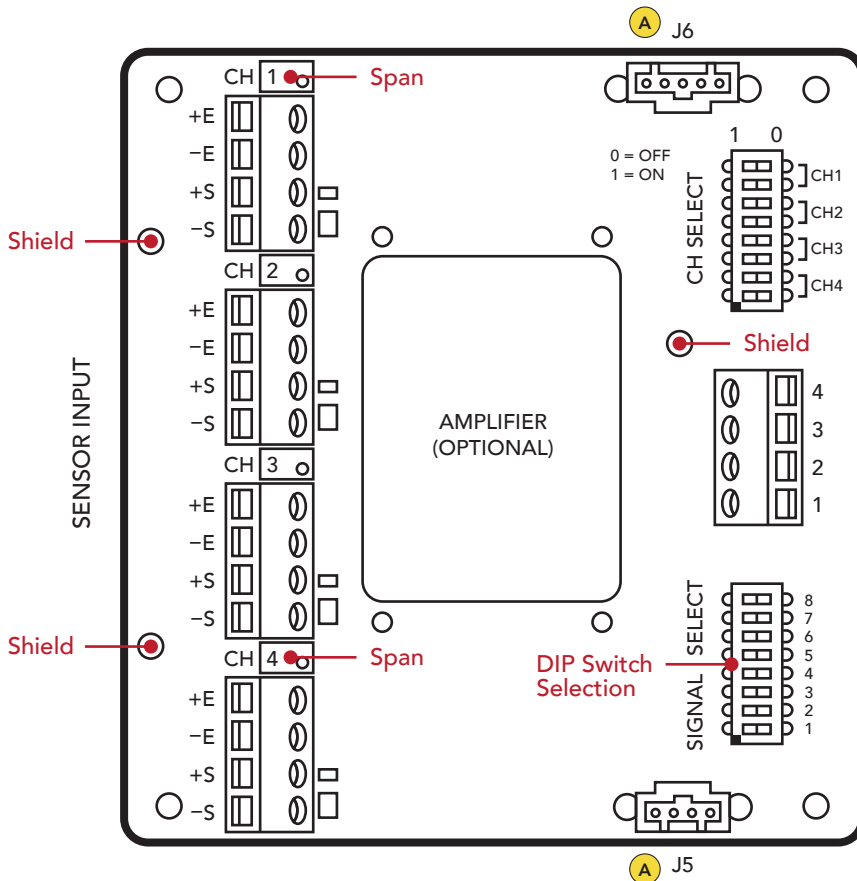 A J6
CH 1 Span
+E
−E
+S
−S
Shield
CH 2
+E
−E
+S
−S
CH 3
+E
−E
+S
−S
Shield
CH 4 Span
+E
−E
+S
−S
SENSOR INPUT
AMPLIFIER
(OPTIONAL)
1 0
0 = OFF
1 = ON
CH SELECT
CH1
CH2
CH3
CH4
Shield
4
3
2
1
SIGNAL SELECT
DIP Switch
Selection
8
7
6
5
4
3
2
1
A J5